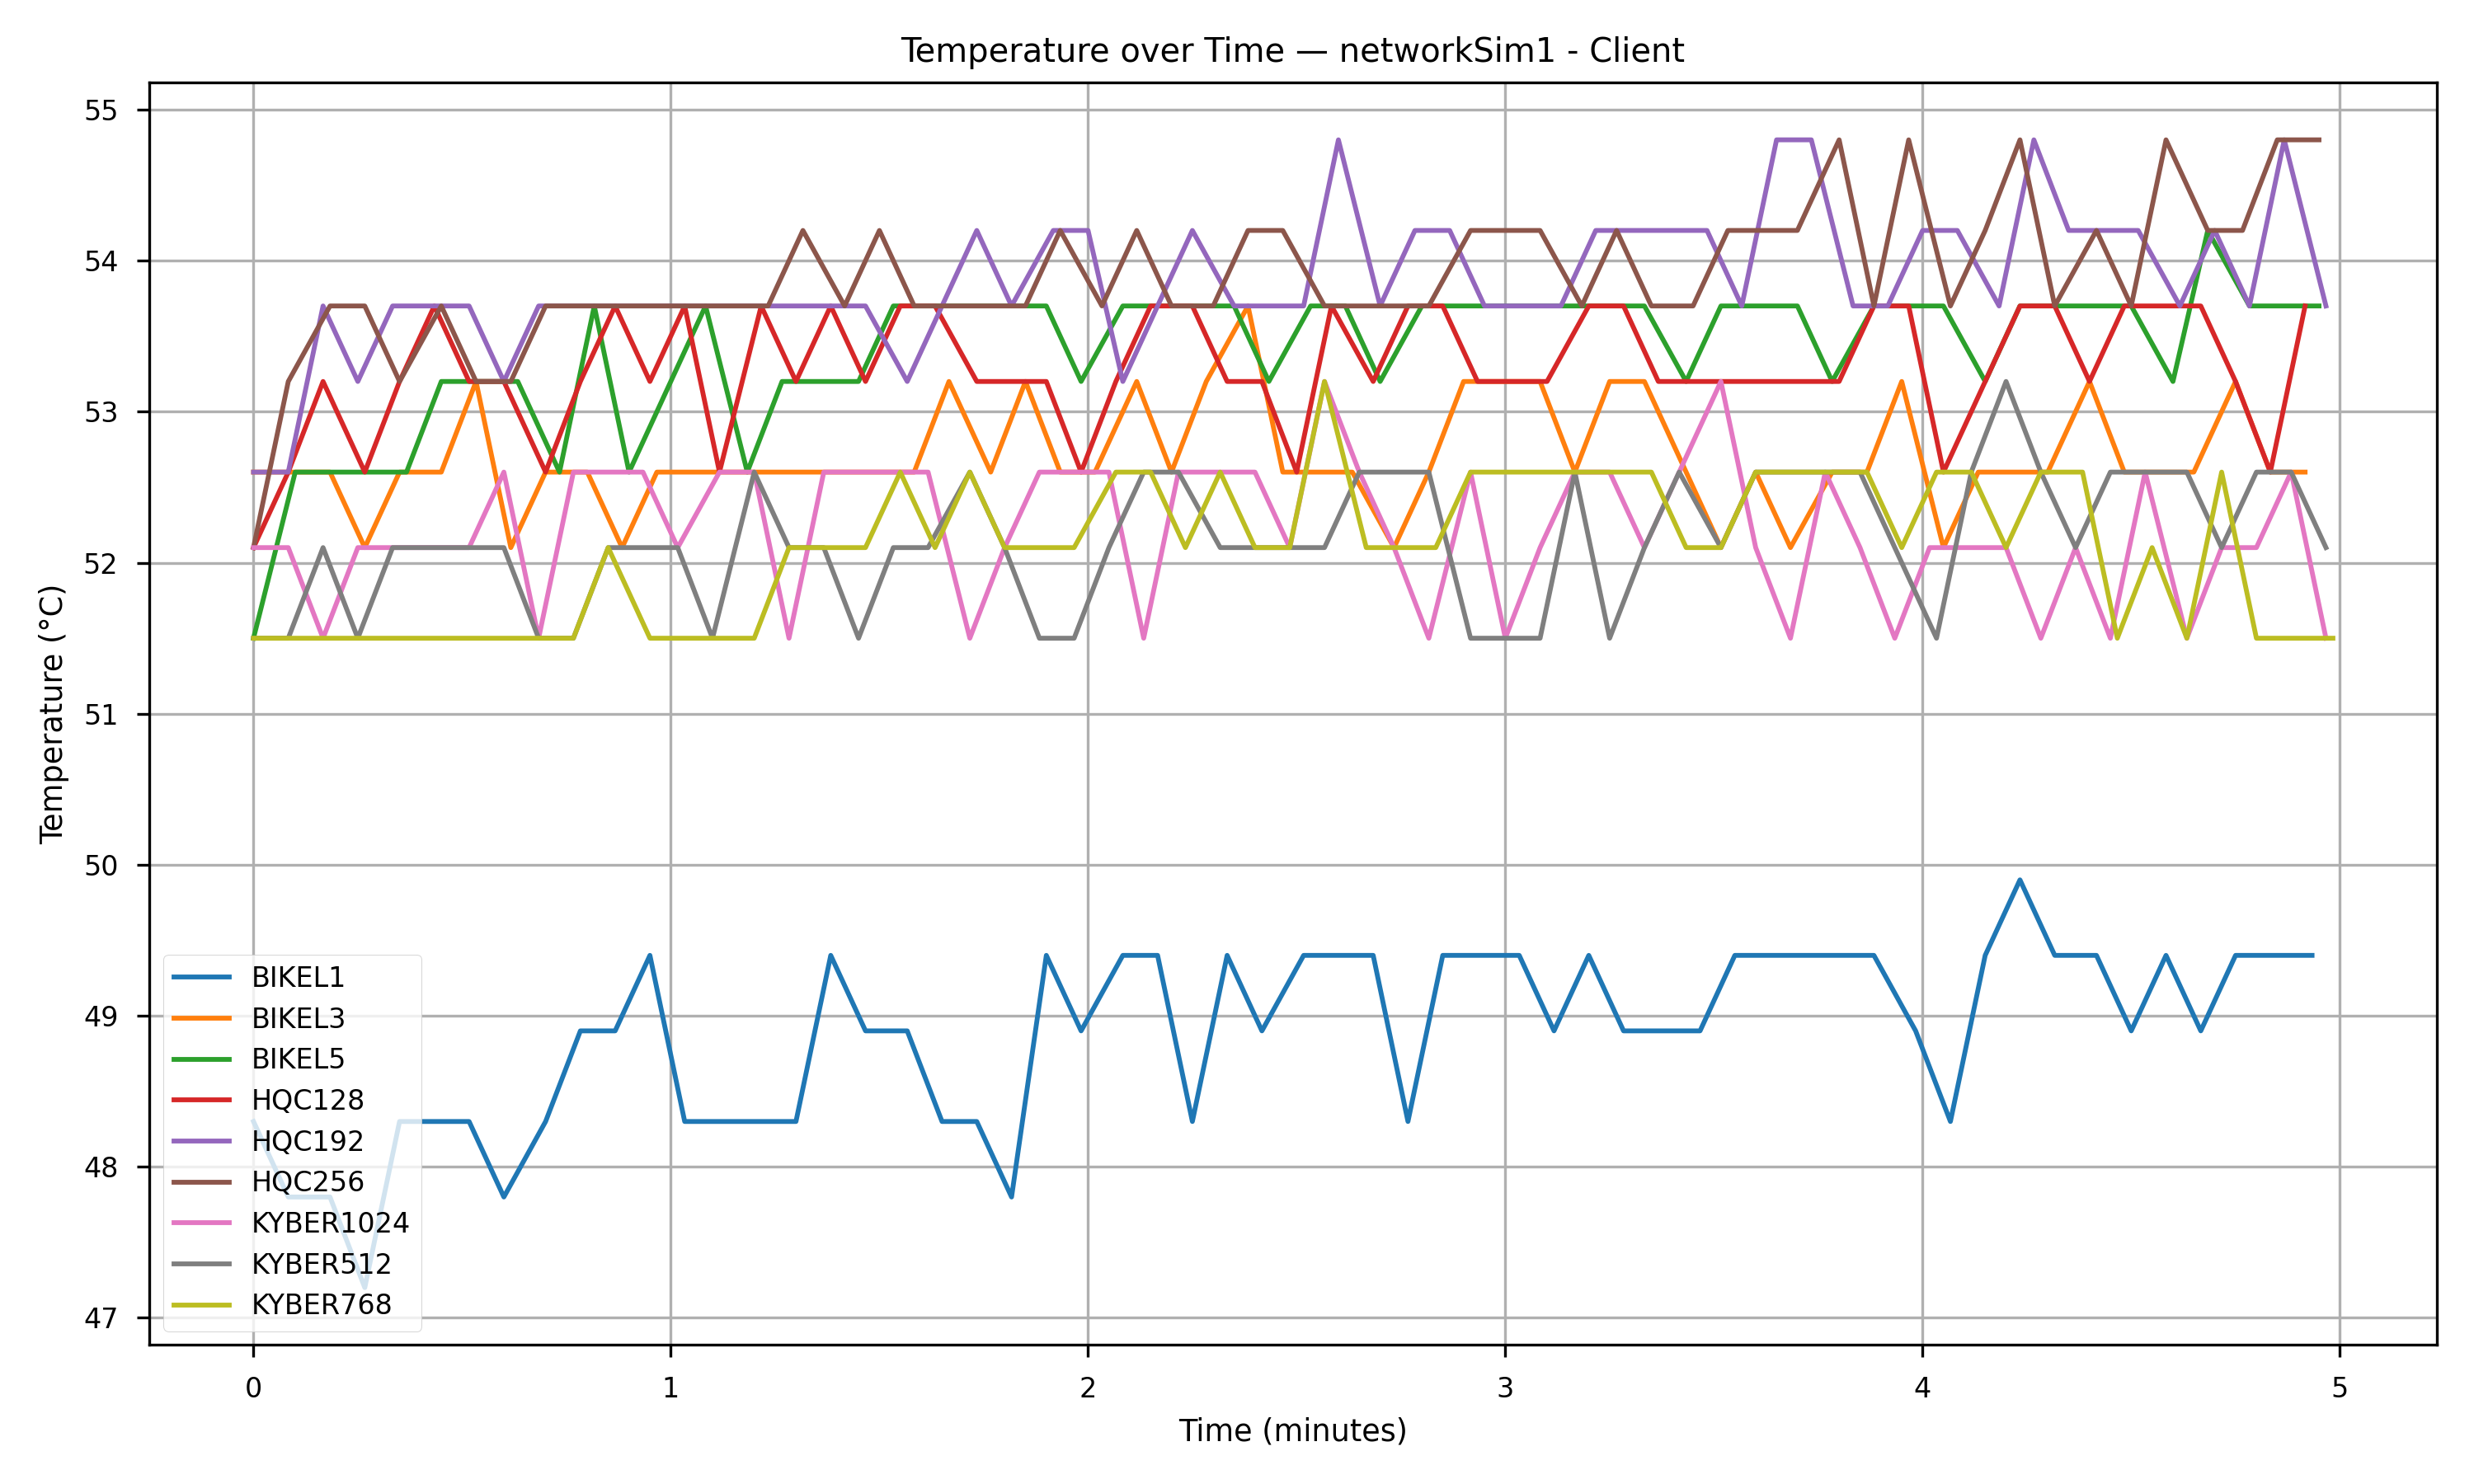 Temperature over Time — networkSim1 - Client
55
54
53
52
51
50
49
48
47
Temperature (°C)
BIKEL1
BIKEL3
BIKEL5
HQC128
HQC192
HQC256
KYBER1024
KYBER512
KYBER768
0 1 2 3 4 5
Time (minutes)